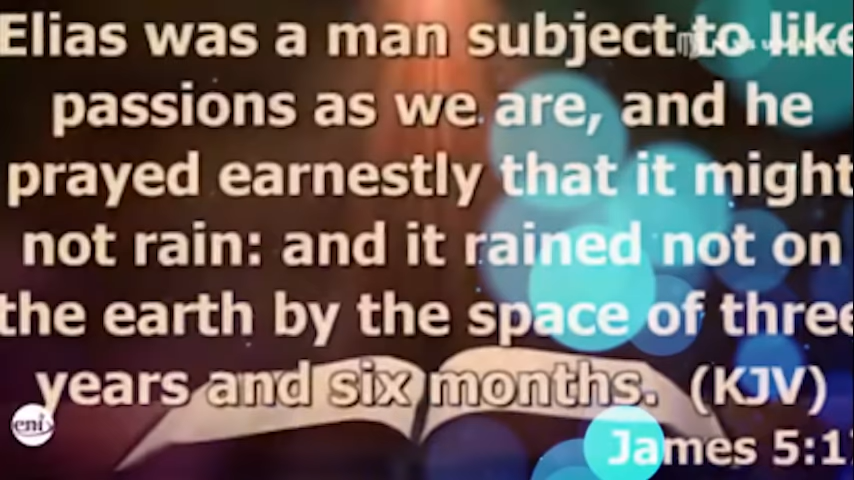 Elias was a man subject to like
passions as we are, and he
prayed earnestly that it might
not rain: and it rained not on
the earth by the space of three
years and six months. (KJV)
James 5:17
eni